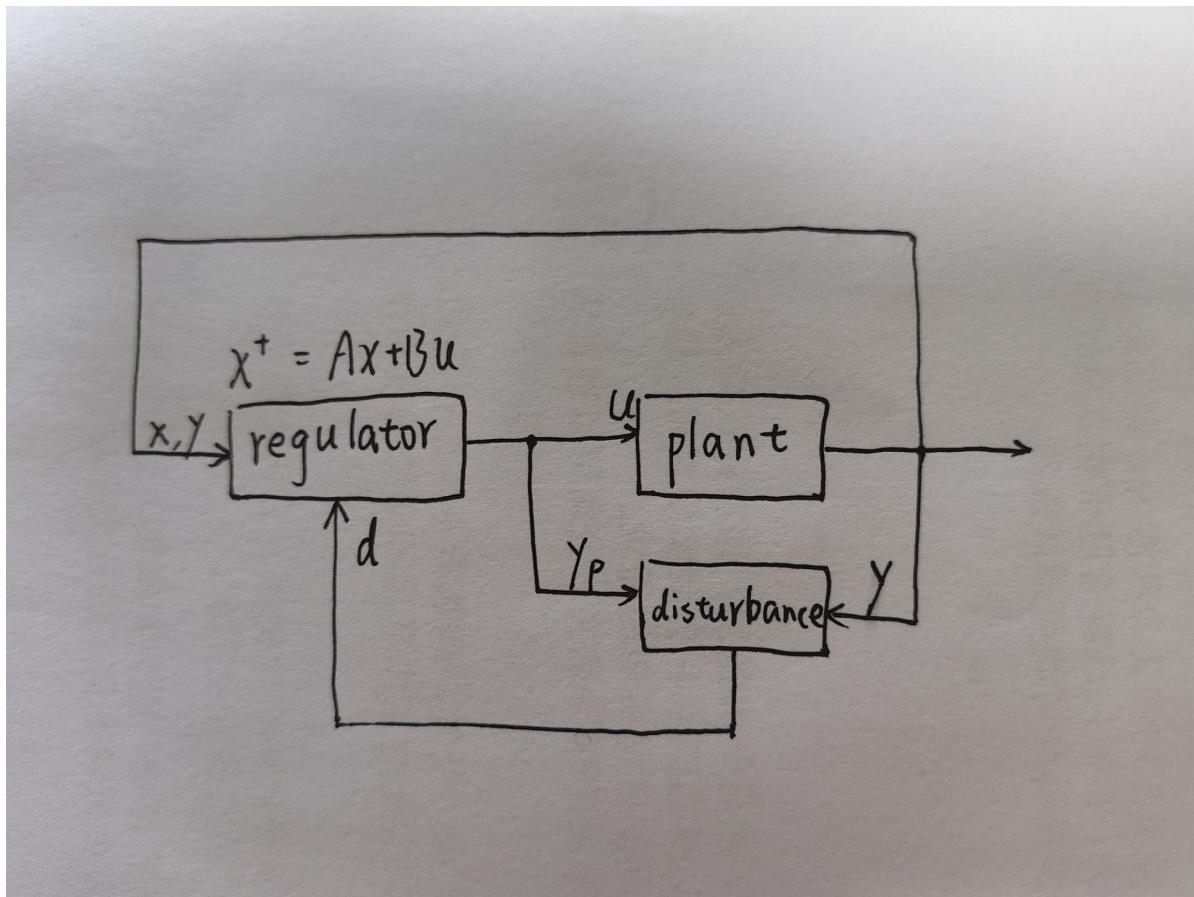 x⁺ = Ax+Bu
u
x, y
regulator
plant
d
yp
y
disturbance